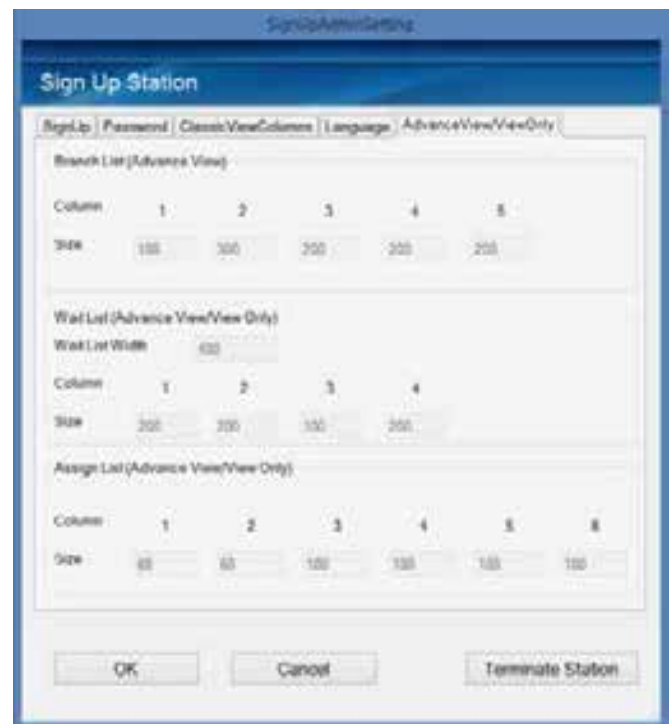 SignUpAdminSetting
Sign Up Station
SignUp Password ClassicViewColumns Language AdvanceView/ViewOnly
Branch List (Advance View)
Column 1 2 3 4 5
Size 100 300 200 200 200
Wait List (Advance View/View Only)
Wait List Width
Column 1 2 3 4
Size 200 200 100 200
Assign List (Advance View/View Only)
Column 1 2 3 4 5 6
Size 100 100 100 100
OK Cancel Terminate Station